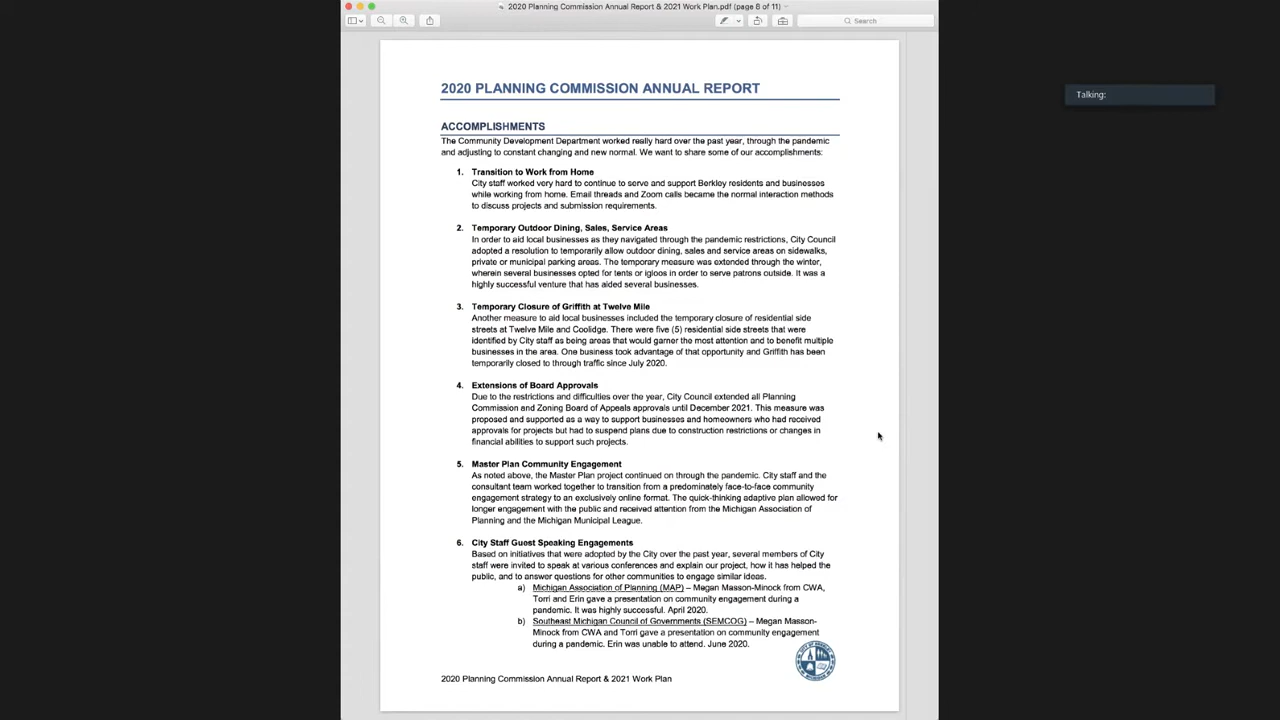 2020 Planning Commission Annual Report & 2021 Work Plan.pdf (page 8 of 11)
Search
Talking:
2020 PLANNING COMMISSION ANNUAL REPORT
ACCOMPLISHMENTS
The Community Development Department worked really hard over the past year, through the pandemic
and adjusting to constant changing and new normal. We want to share some of our accomplishments:
1. Transition to Work from Home
City staff worked very hard to continue to serve and support Berkley residents and businesses
while working from home. Email threads and Zoom calls became the normal interaction methods
to discuss projects and submission requirements.
2. Temporary Outdoor Dining, Sales, Service Areas
In order to aid local businesses as they navigated through the pandemic restrictions, City Council
adopted a resolution to temporarily allow outdoor dining, sales and service areas on sidewalks,
private or municipal parking areas. The temporary measure was extended through the winter,
wherein several businesses opted for tents or igloos in order to serve patrons outside. It was a
highly successful venture that has aided several businesses.
3. Temporary Closure of Griffith at Twelve Mile
Another measure to aid local businesses included the temporary closure of residential side
streets at Twelve Mile and Coolidge. There were five (5) residential side streets that were
identified by City staff as being areas that would garner the most attention and to benefit multiple
businesses in the area. One business took advantage of that opportunity and Griffith has been
temporarily closed to through traffic since July 2020.
4. Extensions of Board Approvals
Due to the restrictions and difficulties over the year, City Council extended all Planning
Commission and Zoning Board of Appeals approvals until December 2021. This measure was
proposed and supported as a way to support businesses and homeowners who had received
approvals for projects but had to suspend plans due to construction restrictions or changes in
financial abilities to support such projects.
5. Master Plan Community Engagement
As noted above, the Master Plan project continued on through the pandemic. City staff and the
consultant team worked together to transition from a predominately face-to-face community
engagement strategy to an exclusively online format. The quick-thinking adaptive plan allowed for
longer engagement with the public and received attention from the Michigan Association of
Planning and the Michigan Municipal League.
6. City Staff Guest Speaking Engagements
Based on initiatives that were adopted by the City over the past year, several members of City
staff were invited to speak at various conferences and explain our project, how it has helped the
public, and to answer questions for other communities to engage similar ideas.
a) Michigan Association of Planning (MAP) – Megan Masson-Minock from CWA,
Torri and Erin gave a presentation on community engagement during a
pandemic. It was highly successful. April 2020.
b) Southeast Michigan Council of Governments (SEMCOG) – Megan Masson-
Minock from CWA and Torri gave a presentation on community engagement
during a pandemic. Erin was unable to attend. June 2020.
2020 Planning Commission Annual Report & 2021 Work Plan